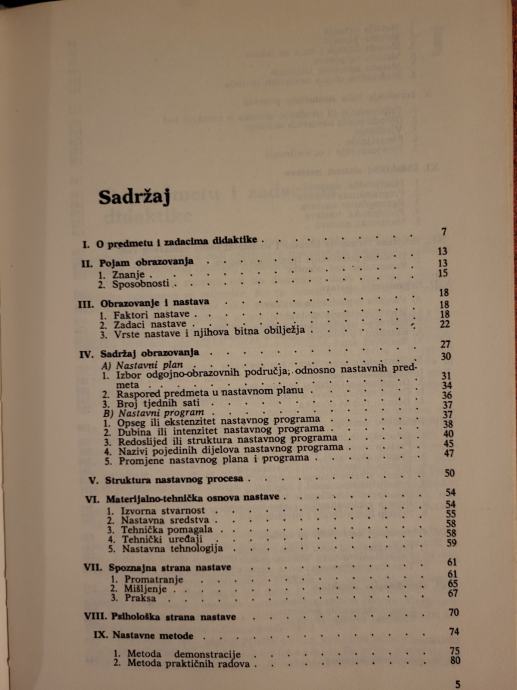 Sadržaj
I. O predmetu i zadacima didaktike . . . . . . . . . . 7
II. Pojam obrazovanja . . . . . . . . . . 13
1. Znanje . . . . . . . . . . 13
2. Sposobnosti . . . . . . . . . . 15
III. Obrazovanje i nastava . . . . . . . . . . 18
1. Faktori nastave . . . . . . . . . . 18
2. Zadaci nastave . . . . . . . . . . 18
3. Vrste nastave i njihova bitna obilježja . . . . . . . . . . 22
IV. Sadržaj obrazovanja . . . . . . . . . . 27
A) Nastavni plan . . . . . . . . . . 30
1. Izbor odgojno-obrazovnih područja, odnosno nastavnih pred-
meta . . . . . . . . . . 31
2. Raspored predmeta u nastavnom planu . . . . . . . . . . 34
3. Broj tjednih sati . . . . . . . . . . 36
B) Nastavni program . . . . . . . . . . 37
1. Opseg ili ekstenzitet nastavnog programa . . . . . . . . . . 37
2. Dubina ili intenzitet nastavnog programa . . . . . . . . . . 38
3. Redoslijed ili struktura nastavnog programa . . . . . . . . . . 40
4. Nazivi pojedinih dijelova nastavnog programa . . . . . . . . . . 45
5. Promjene nastavnog plana i programa . . . . . . . . . . 47
V. Struktura nastavnog procesa . . . . . . . . . . 50
VI. Materijalno-tehnička osnova nastave . . . . . . . . . . 54
1. Izvorna stvarnost . . . . . . . . . . 54
2. Nastavna sredstva . . . . . . . . . . 55
3. Tehnička pomagala . . . . . . . . . . 58
4. Tehnički uređaji . . . . . . . . . . 58
5. Nastavna tehnologija . . . . . . . . . . 59
VII. Spoznajna strana nastave . . . . . . . . . . 61
1. Promatranje . . . . . . . . . . 61
2. Mišljenje . . . . . . . . . . 65
3. Praksa . . . . . . . . . . 67
VIII. Psihološka strana nastave . . . . . . . . . . 70
IX. Nastavne metode . . . . . . . . . . 74
1. Metoda demonstracije . . . . . . . . . . 75
2. Metoda praktičnih radova . . . . . . . . . . 80
5